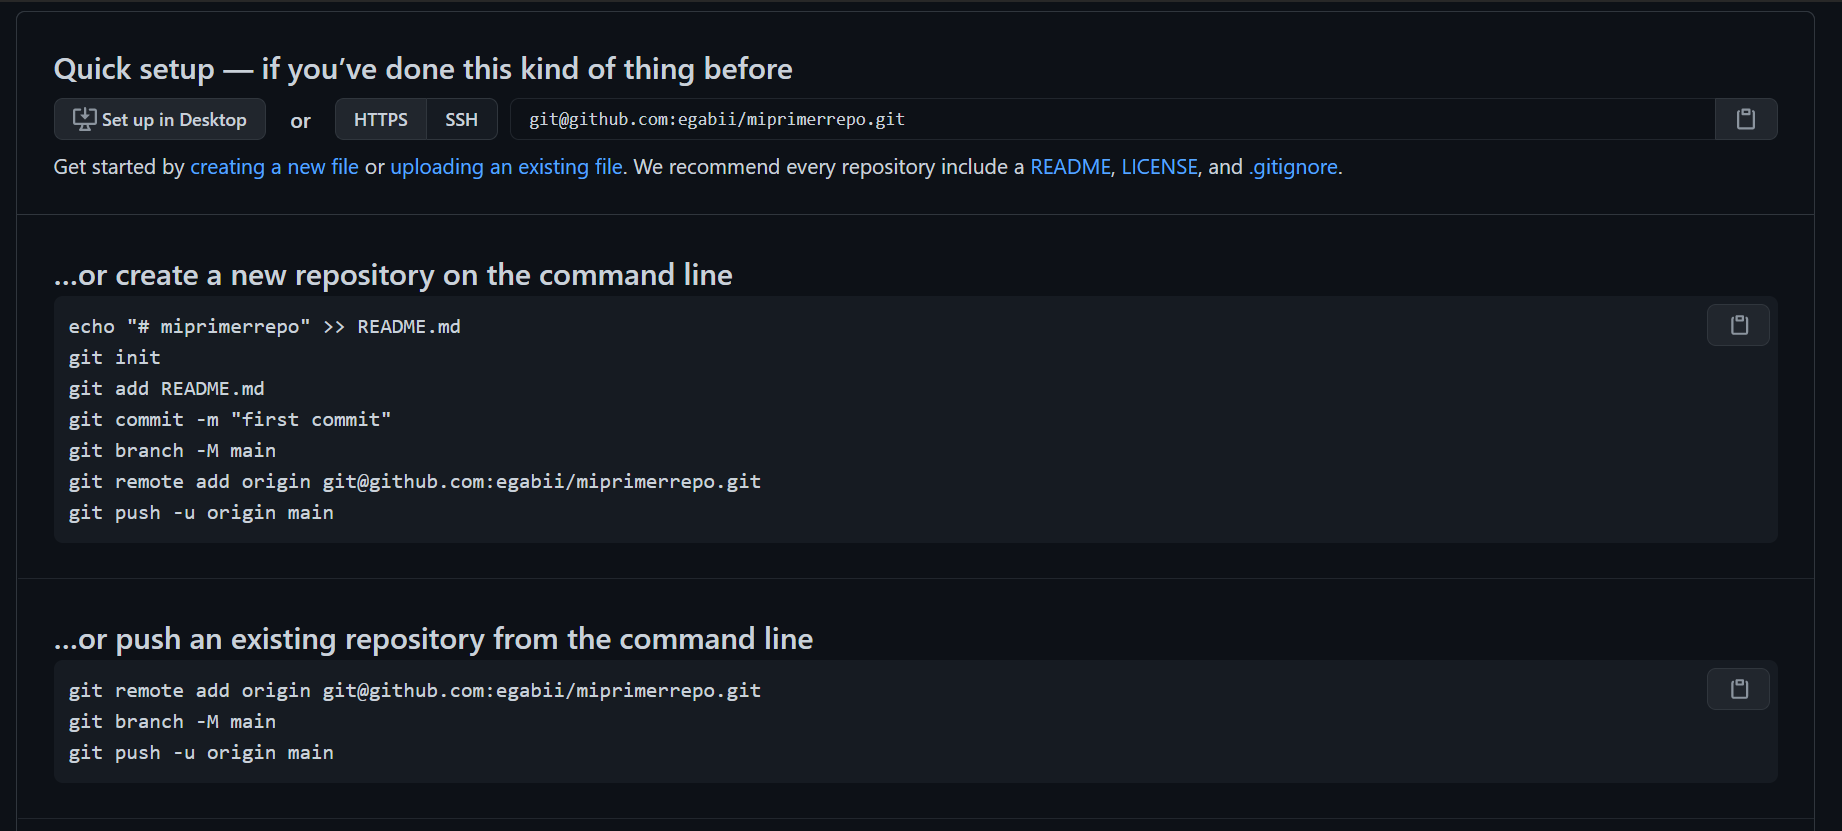 Quick setup — if you’ve done this kind of thing before
Set up in Desktop or HTTPS SSH git@github.com:egabii/miprimerrepo.git
Get started by creating a new file or uploading an existing file. We recommend every repository include a README, LICENSE, and .gitignore.
…or create a new repository on the command line
echo "# miprimerrepo" >> README.md
git init
git add README.md
git commit -m "first commit"
git branch -M main
git remote add origin git@github.com:egabii/miprimerrepo.git
git push -u origin main
…or push an existing repository from the command line
git remote add origin git@github.com:egabii/miprimerrepo.git
git branch -M main
git push -u origin main